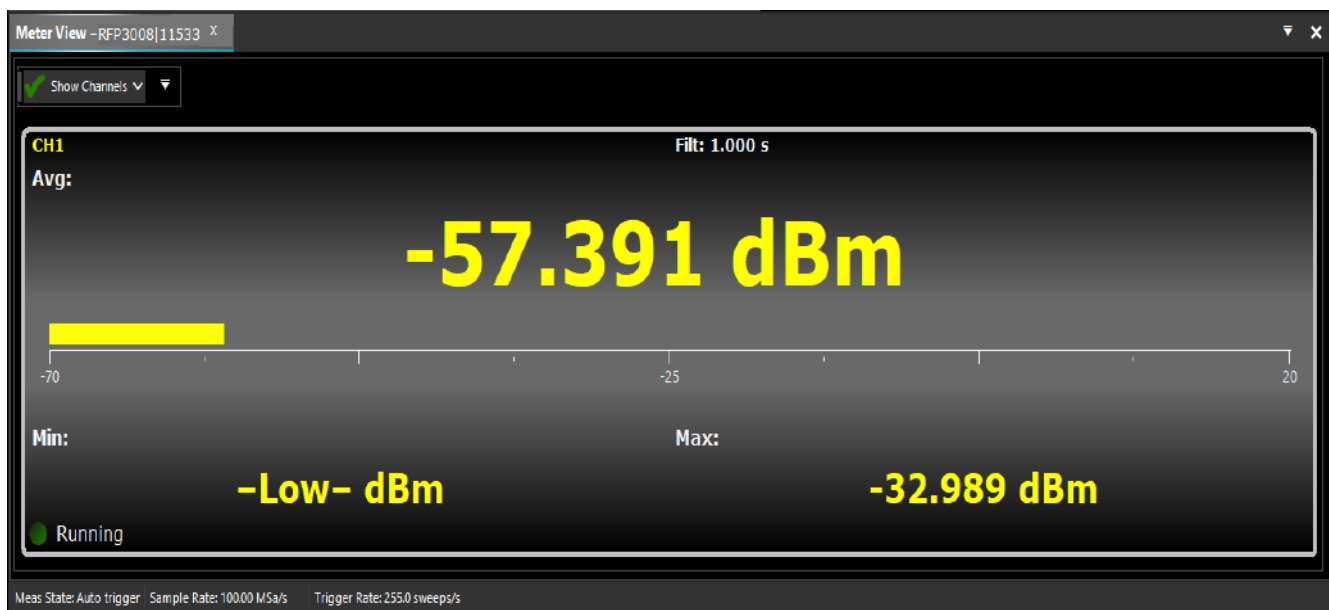 Meter View –RFP3008|11533 X
Show Channels
CH1 Filt: 1.000 s
Avg:
-57.391 dBm
-70 -25 20
Min: Max:
–Low– dBm -32.989 dBm
Running
Meas State: Auto trigger Sample Rate: 100.00 MSa/s Trigger Rate: 255.0 sweeps/s